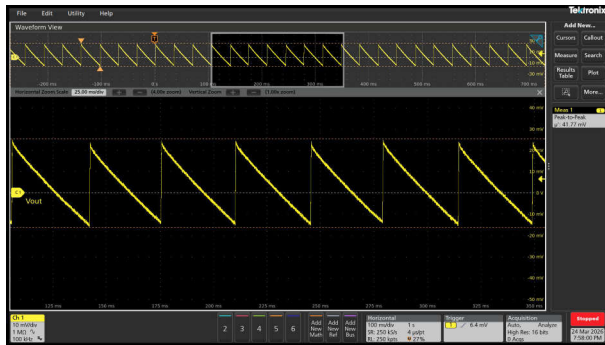 File Edit Utility Help
Tektronix
Waveform View
Add New...
Cursors Callout
Measure Search
Results Table Plot
More...
-200 ms -100 ms 0 s 100 ms 200 ms 300 ms 400 ms 500 ms 600 ms 700 ms
Horizontal Zoom Scale 25.00 ms/div (4.00x zoom) Vertical Zoom (1.00x zoom)
Meas 1
Peak-to-Peak
µ': 41.77 mV
40 mV
30 mV
20 mV
10 mV
C1
0 V
Vout
-10 mV
-20 mV
-30 mV
-40 mV
-50 mV
125 ms 150 ms 175 ms 200 ms 225 ms 250 ms 275 ms 300 ms 325 ms 350 ms
Ch 1
10 mV/div
1 MΩ
100 kHz
2 3 4 5 6
Add New Math
Add New Ref
Add New Bus
Horizontal
100 ms/div 1 s
SR: 250 kS/s 4 µs/pt
RL: 250 kpts 27%
Trigger
1 6.4 mV
Acquisition
Auto, Analyze
High Res: 16 bits
0 Acqs
Stopped
24 Mar 2026
7:58:00 PM